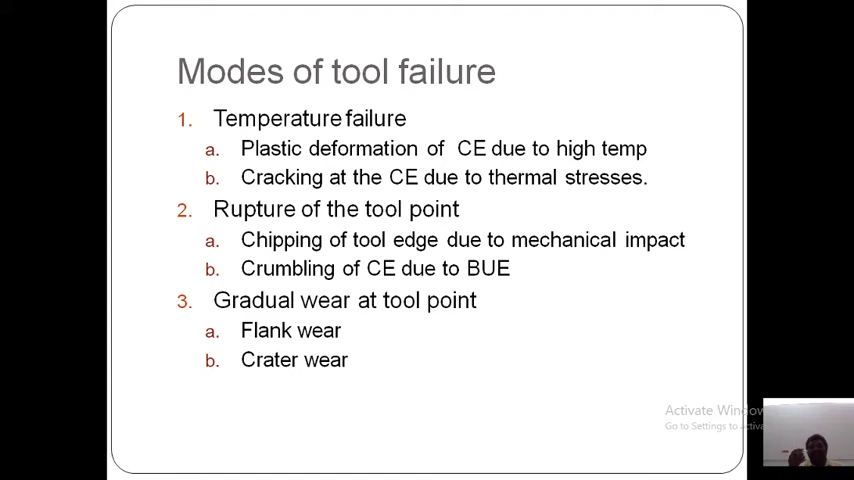 Modes of tool failure
1. Temperature failure
a. Plastic deformation of CE due to high temp
b. Cracking at the CE due to thermal stresses.
2. Rupture of the tool point
a. Chipping of tool edge due to mechanical impact
b. Crumbling of CE due to BUE
3. Gradual wear at tool point
a. Flank wear
b. Crater wear
Activate Windo
Go to Settings to activa